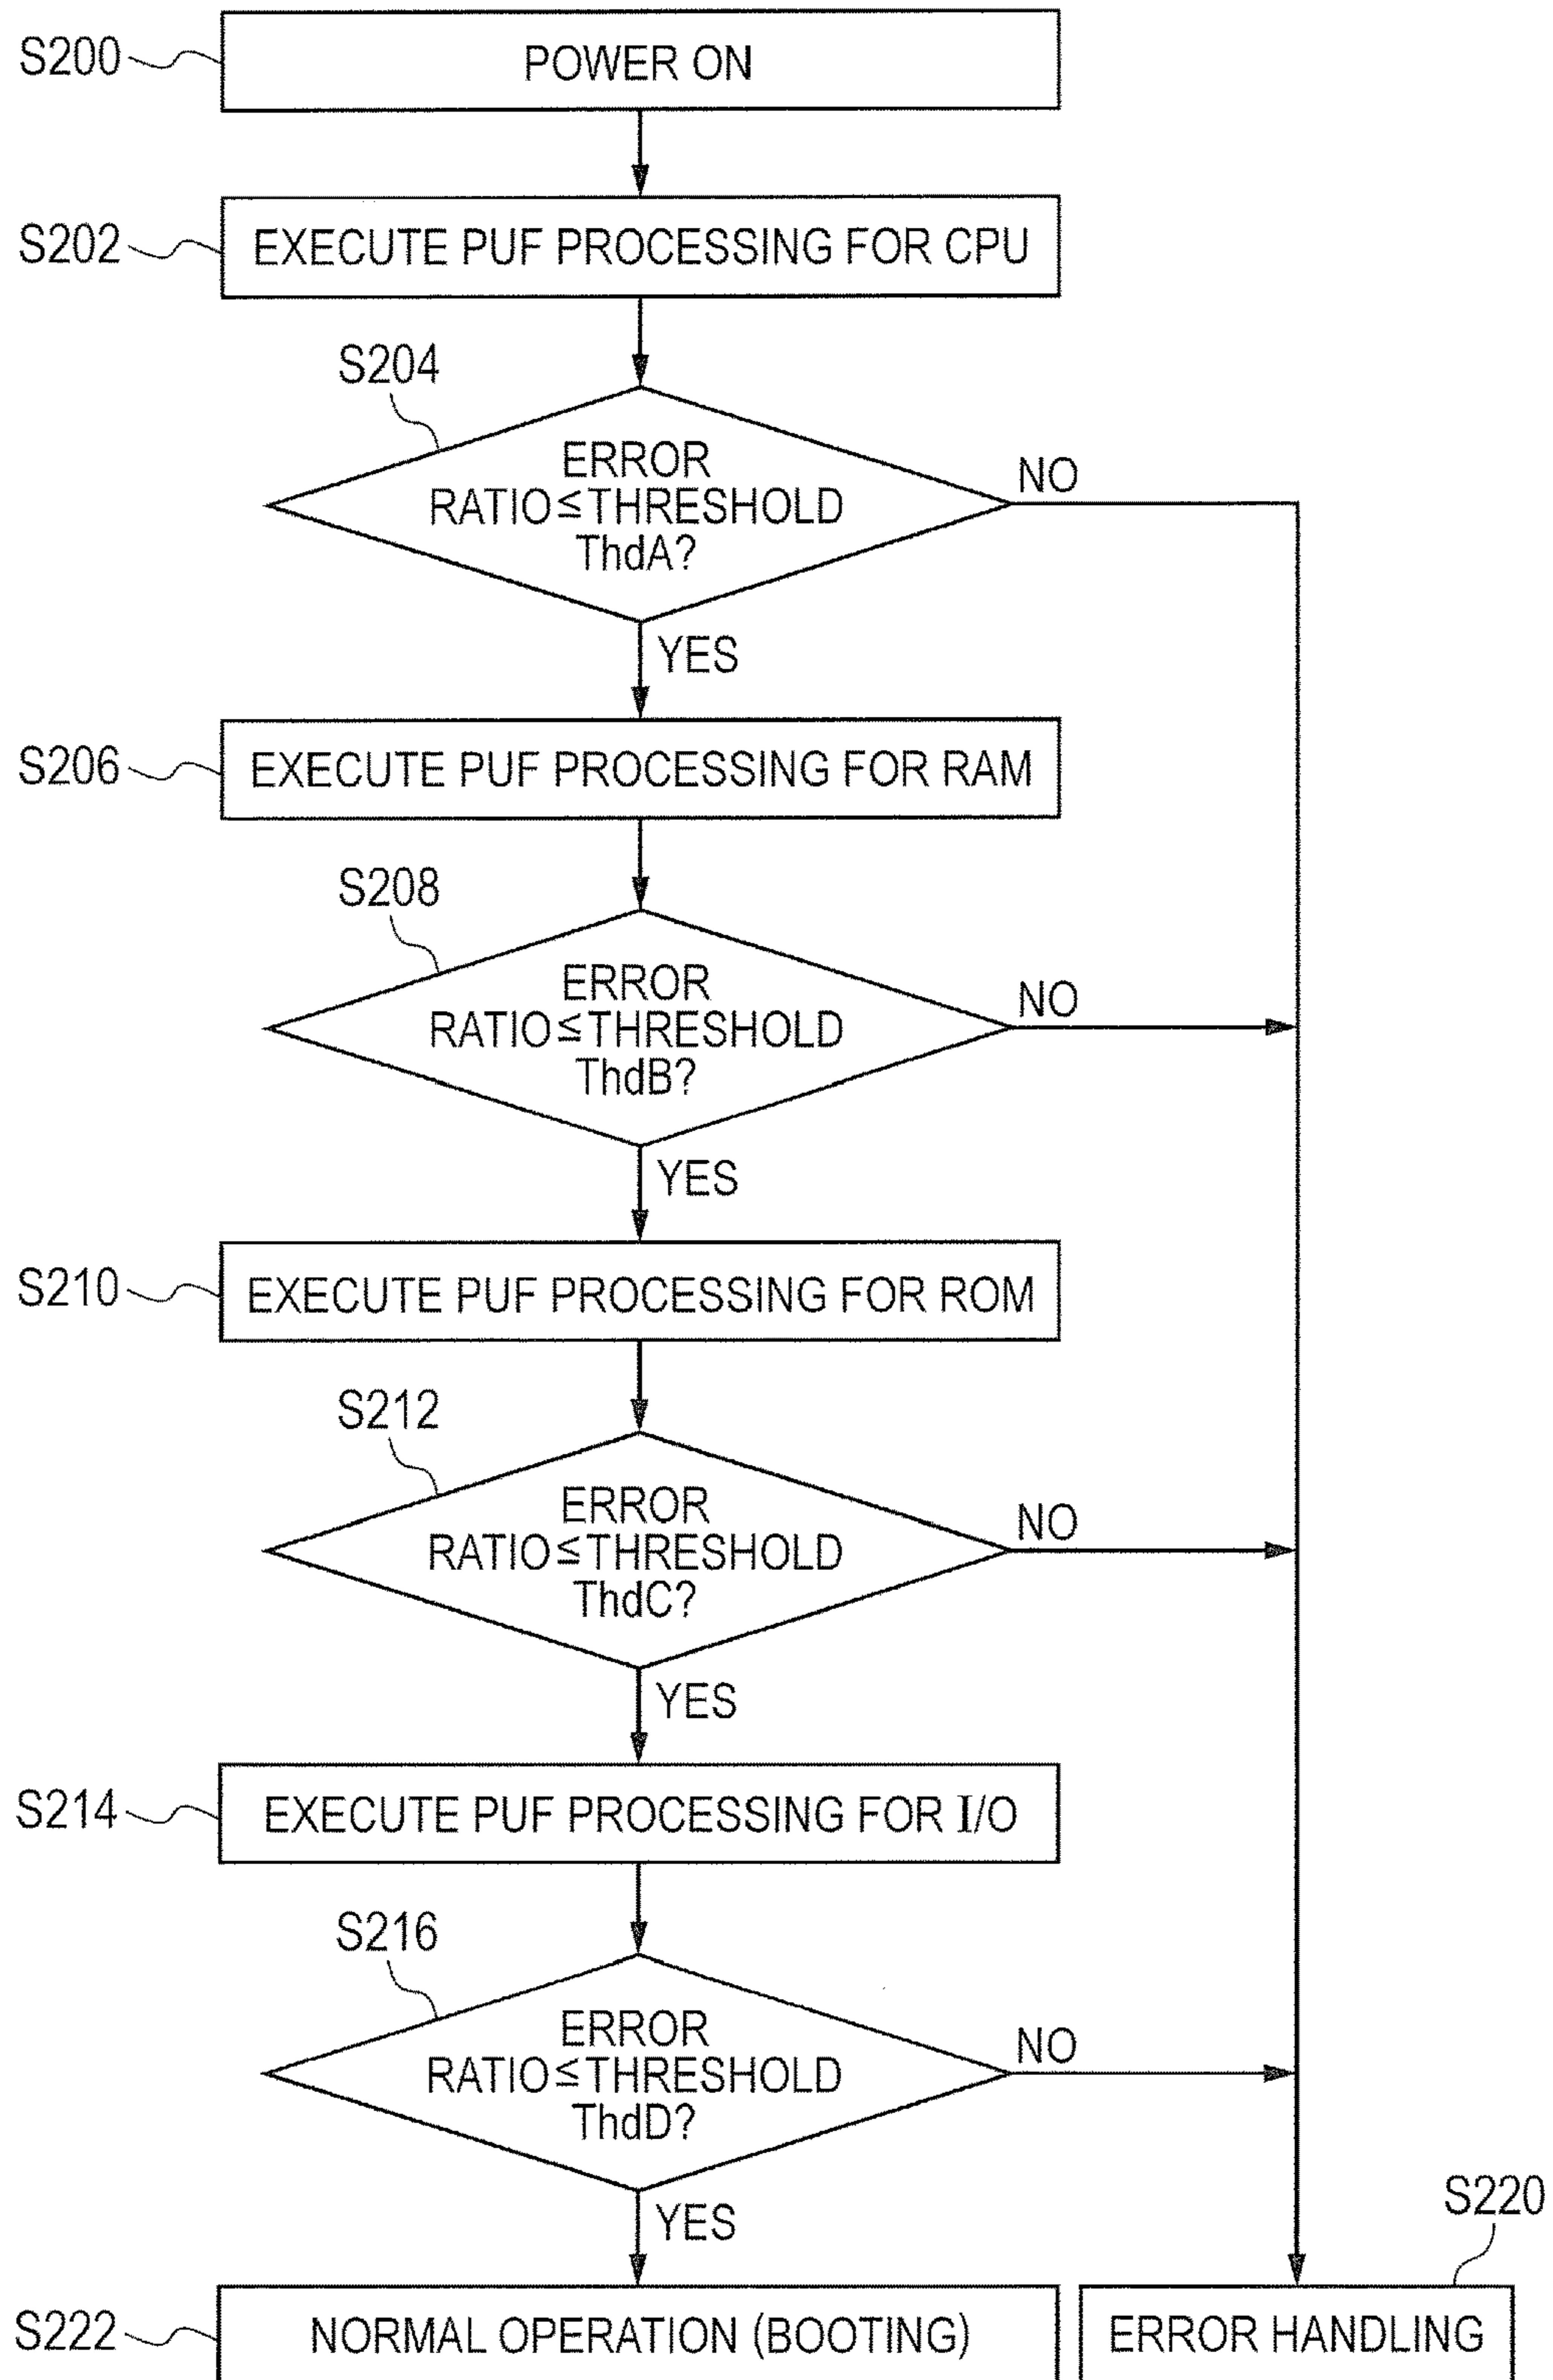 S200
POWER ON
S202
EXECUTE PUF PROCESSING FOR CPU
S204
ERROR
RATIO≤THRESHOLD
ThdA?
NO
YES
S206
EXECUTE PUF PROCESSING FOR RAM
S208
ERROR
RATIO≤THRESHOLD
ThdB?
NO
YES
S210
EXECUTE PUF PROCESSING FOR ROM
S212
ERROR
RATIO≤THRESHOLD
ThdC?
NO
YES
S214
EXECUTE PUF PROCESSING FOR I/O
S216
ERROR
RATIO≤THRESHOLD
ThdD?
NO
YES
S220
S222
NORMAL OPERATION (BOOTING)
ERROR HANDLING